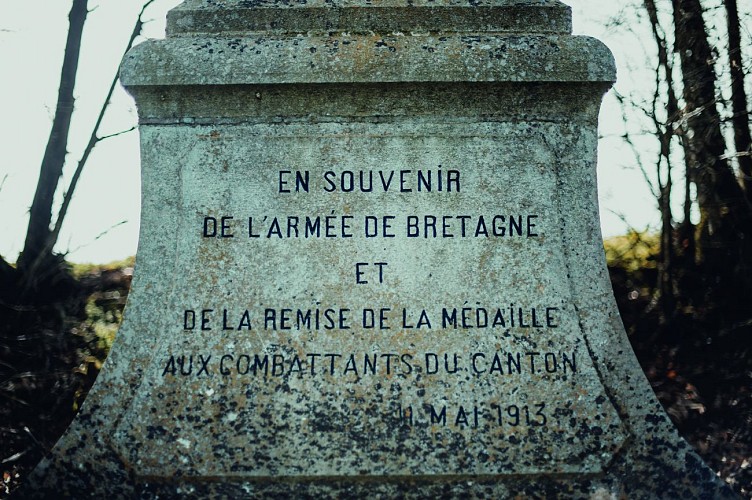 EN SOUVENIR
DE L'ARMÉE DE BRETAGNE
ET
DE LA REMISE DE LA MÉDAILLE
AUX COMBATTANTS DU CANTON
11 MAI 1913